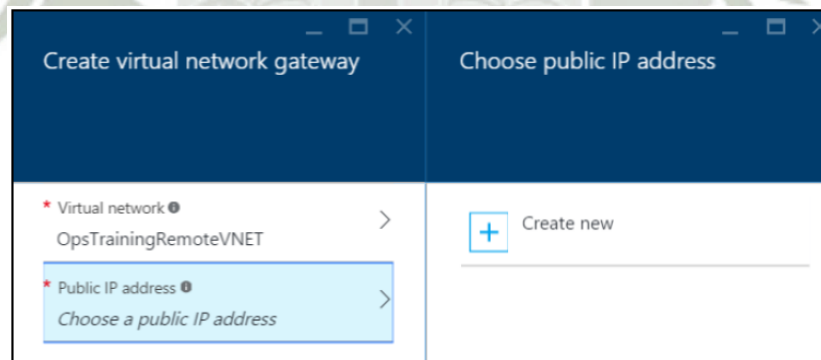 Create virtual network gateway
Choose public IP address
* Virtual network
OpsTrainingRemoteVNET
* Public IP address
Choose a public IP address
Create new